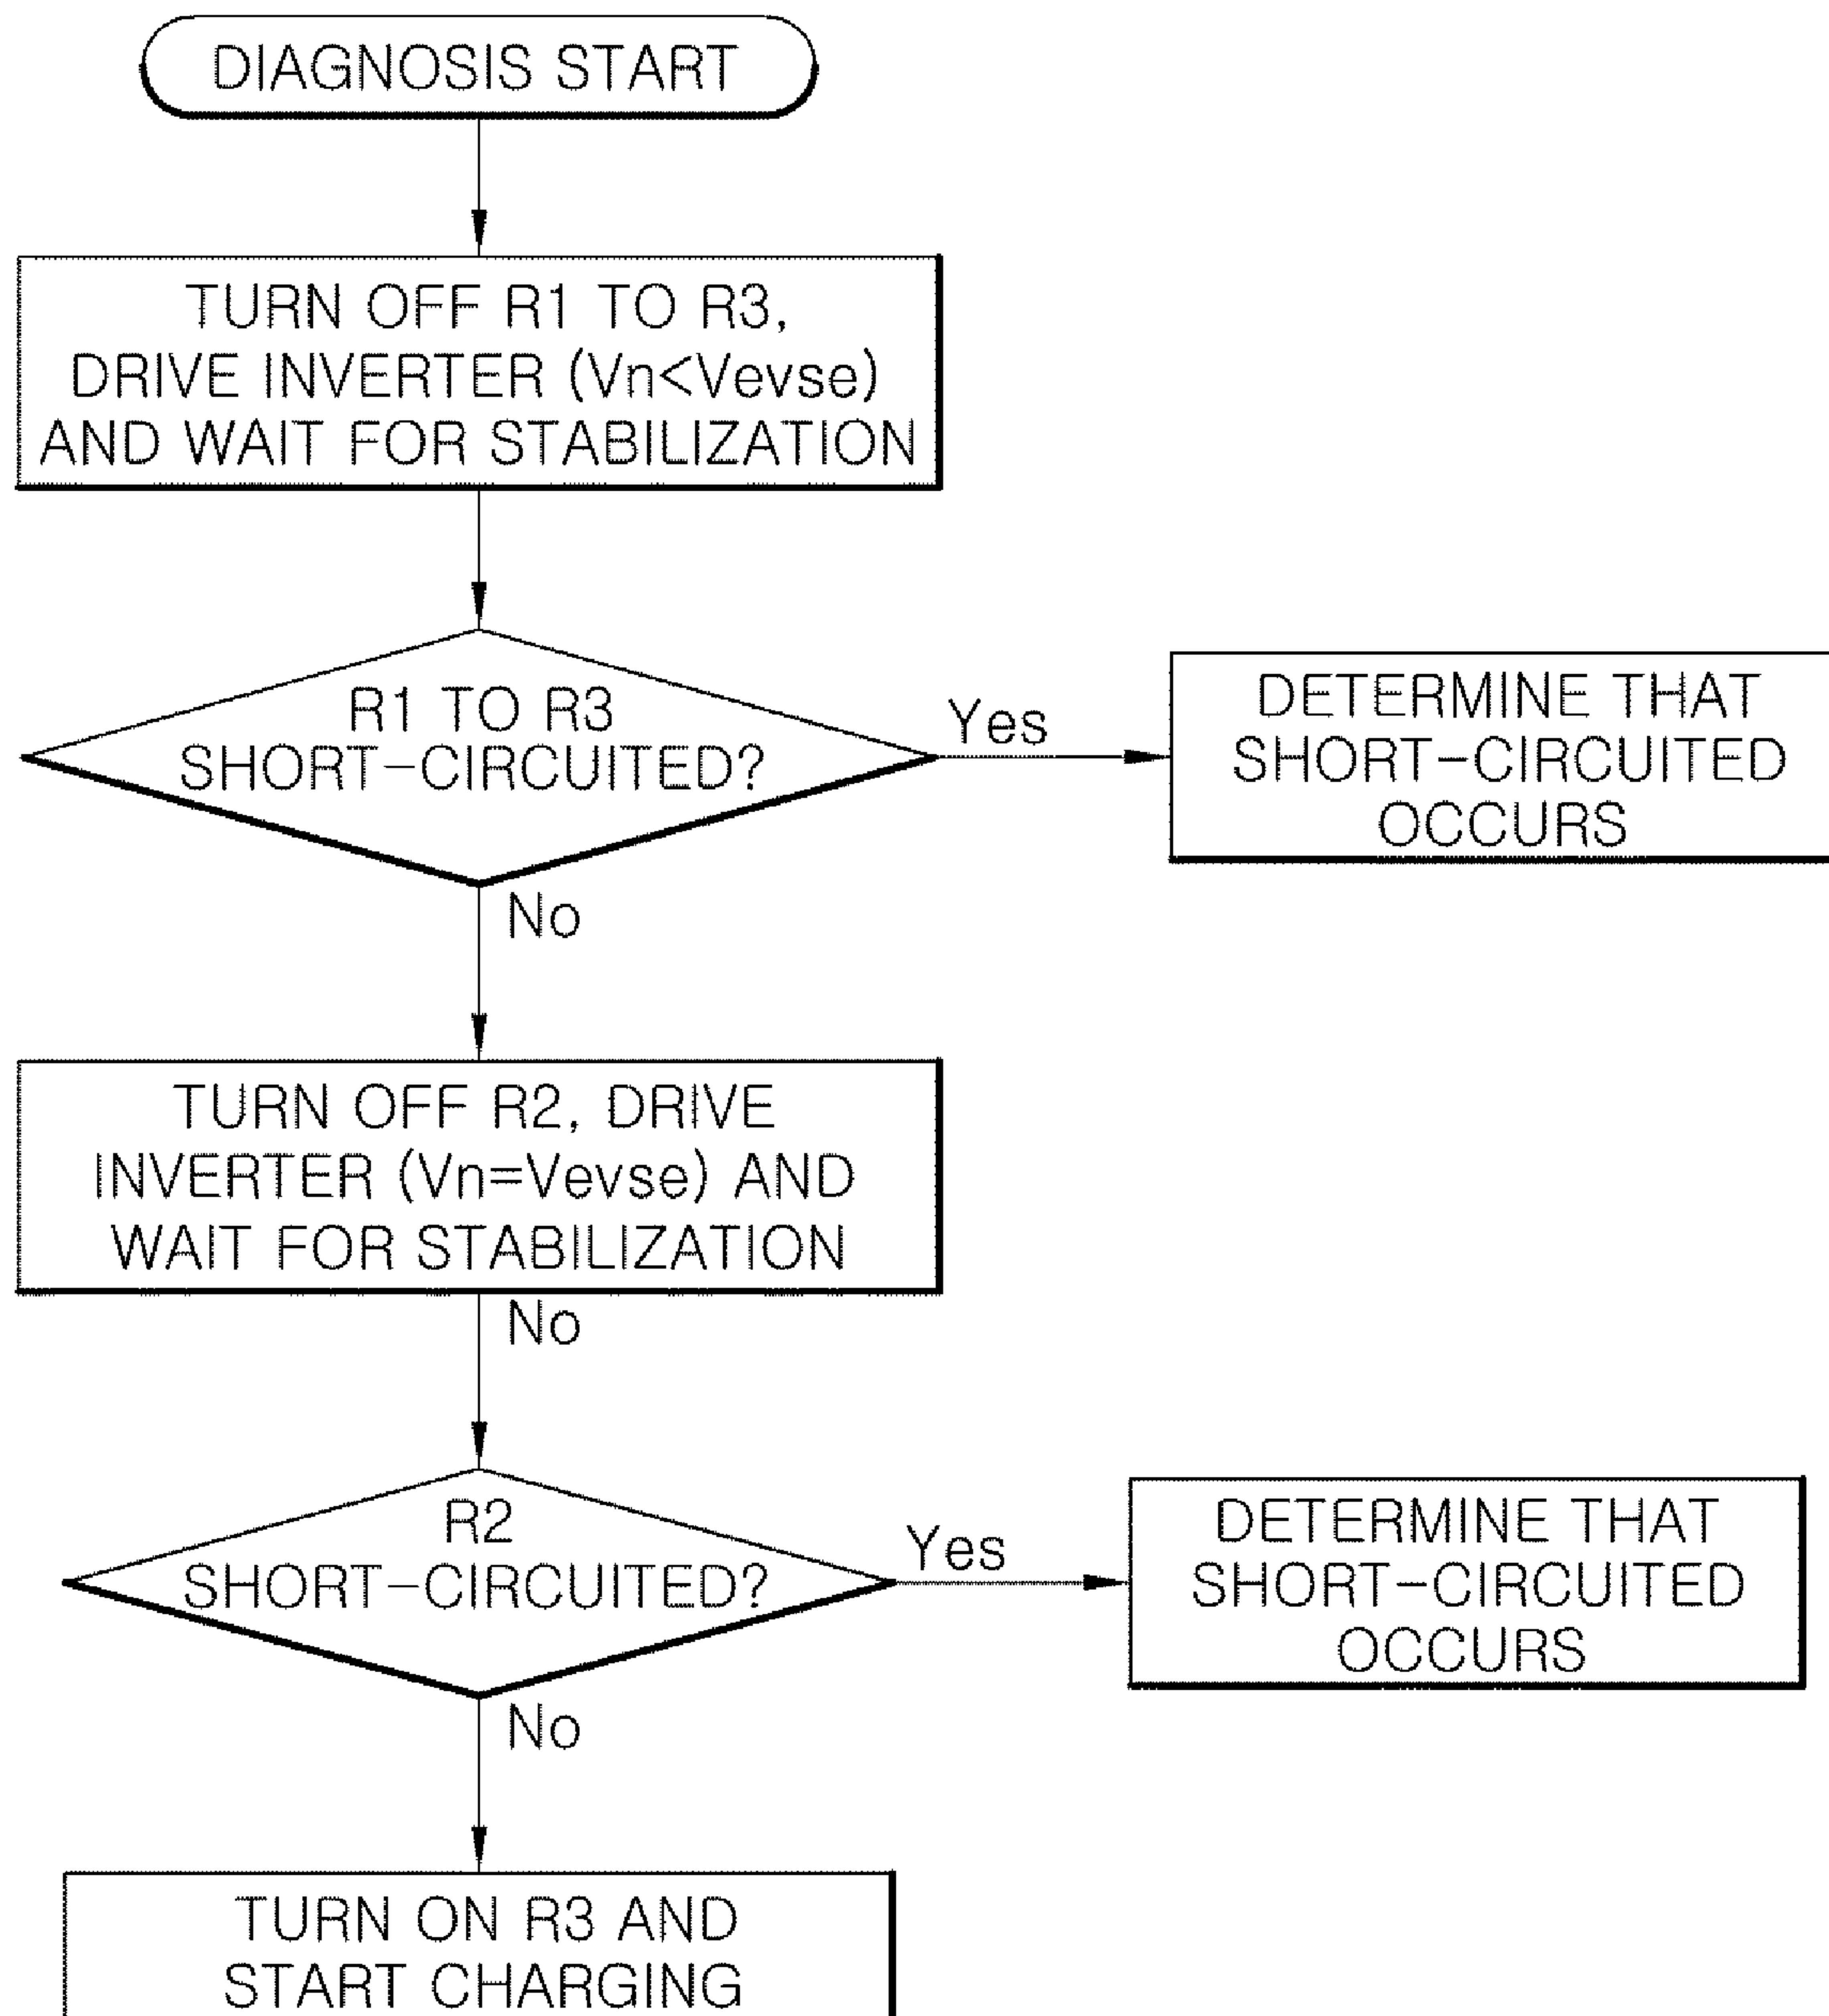 DIAGNOSIS START
TURN OFF R1 TO R3,
DRIVE INVERTER (Vn<Vevse)
AND WAIT FOR STABILIZATION
R1 TO R3
SHORT-CIRCUITED?
Yes
DETERMINE THAT
SHORT-CIRCUITED
OCCURS
No
TURN OFF R2, DRIVE
INVERTER (Vn=Vevse) AND
WAIT FOR STABILIZATION
No
R2
SHORT-CIRCUITED?
Yes
DETERMINE THAT
SHORT-CIRCUITED
OCCURS
No
TURN ON R3 AND
START CHARGING